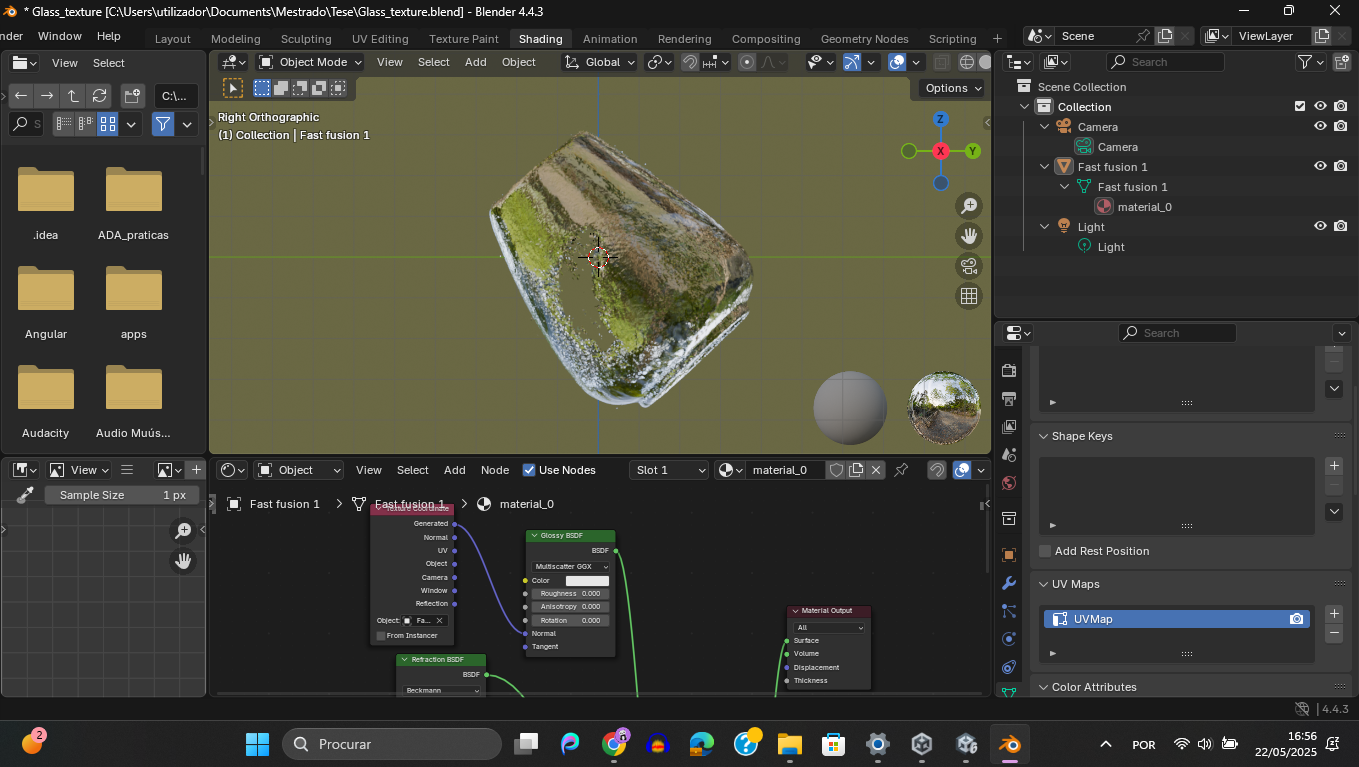 * Glass_texture [C:\Users\utilizador\Documents\Mestrado\Tese\Glass_texture.blend] - Blender 4.4.3
nder Window Help Layout Modeling Sculpting UV Editing Texture Paint Shading Animation Rendering Compositing Geometry Nodes Scripting + Scene ViewLayer
View Select Object Mode View Select Add Object Global Search
C:\... Options
S
Right Orthographic
(1) Collection | Fast fusion 1
Z
X
Y
.idea ADA_praticas
Angular apps
Audacity Audio Muús...
Scene Collection
Collection
Camera
Camera
Fast fusion 1
Fast fusion 1
material_0
Light
Light
Search
Shape Keys
Add Rest Position
UV Maps
UVMap
Color Attributes
View
Sample Size 1 px
Object View Select Add Node Use Nodes Slot 1 material_0
Fast fusion 1 > Fast fusion 1 > material_0
Texture Coordinate
Generated
Normal
UV
Object
Camera
Window
Reflection
Object: Fa...
From Instancer
Glossy BSDF
BSDF
Multiscatter GGX
Color
Roughness 0.000
Anisotropy 0.000
Rotation 0.000
Normal
Tangent
Refraction BSDF
BSDF
Beckmann
Material Output
All
Surface
Volume
Displacement
Thickness
4.4.3
2
Procurar
POR
16:56
22/05/2025